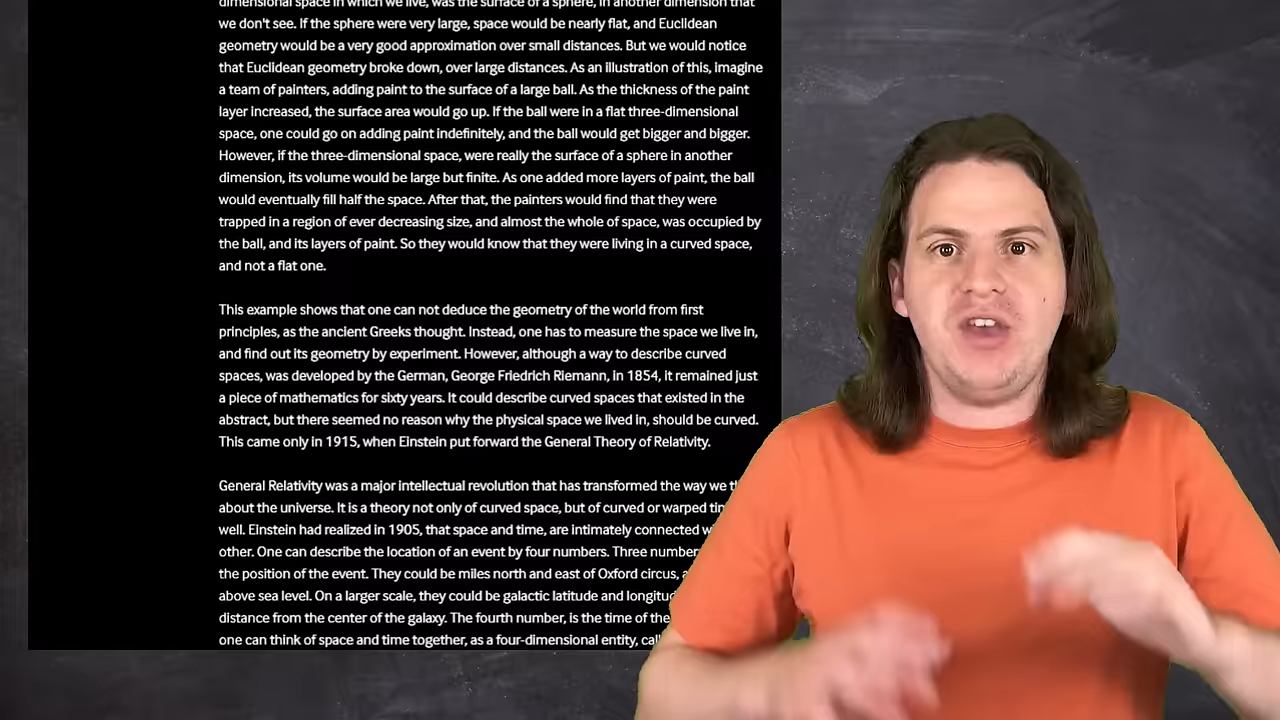 dimensional space in which we live, was the surface of a sphere, in another dimension that
we don't see. If the sphere were very large, space would be nearly flat, and Euclidean
geometry would be a very good approximation over small distances. But we would notice
that Euclidean geometry broke down, over large distances. As an illustration of this, imagine
a team of painters, adding paint to the surface of a large ball. As the thickness of the paint
layer increased, the surface area would go up. If the ball were in a flat three-dimensional
space, one could go on adding paint indefinitely, and the ball would get bigger and bigger.
However, if the three-dimensional space, were really the surface of a sphere in another
dimension, its volume would be large but finite. As one added more layers of paint, the ball
would eventually fill half the space. After that, the painters would find that they were
trapped in a region of ever decreasing size, and almost the whole of space, was occupied by
the ball, and its layers of paint. So they would know that they were living in a curved space,
and not a flat one.
This example shows that one can not deduce the geometry of the world from first
principles, as the ancient Greeks thought. Instead, one has to measure the space we live in,
and find out its geometry by experiment. However, although a way to describe curved
spaces, was developed by the German, George Friedrich Riemann, in 1854, it remained just
a piece of mathematics for sixty years. It could describe curved spaces that existed in the
abstract, but there seemed no reason why the physical space we lived in, should be curved.
This came only in 1915, when Einstein put forward the General Theory of Relativity.
General Relativity was a major intellectual revolution that has transformed the way we
about the universe. It is a theory not only of curved space, but of curved or warped
well. Einstein had realized in 1905, that space and time, are intimately connected
other. One can describe the location of an event by four numbers. Three
the position of the event. They could be miles north and east of Oxford circus,
above sea level. On a larger scale, they could be galactic latitude and
distance from the center of the galaxy. The fourth number, is the time of the
one can think of space and time together, as a four-dimensional entity,